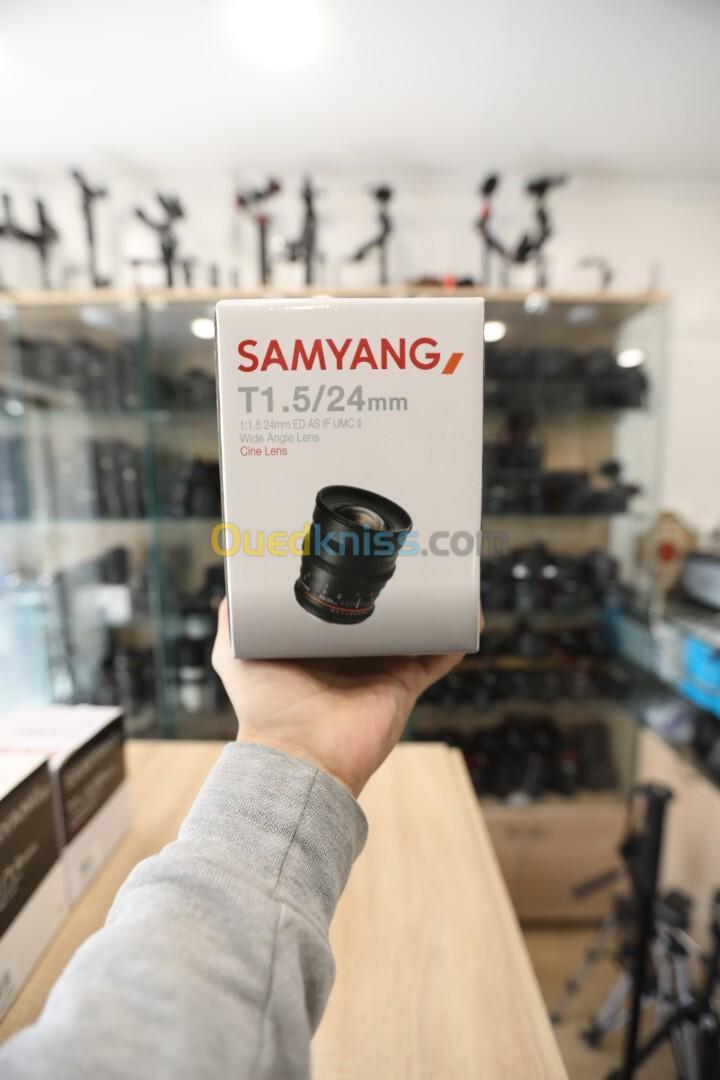 SAMYANG
T1.5/24mm
1:1.5 24mm ED AS IF UMC II
Wide Angle Lens
Cine Lens
Ouedkniss.com